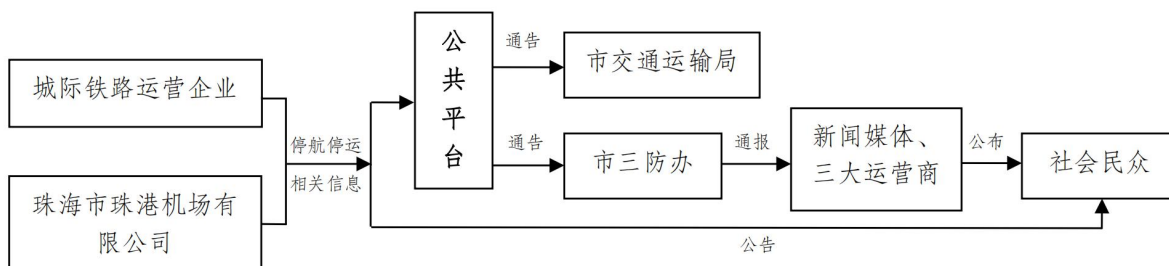 城际铁路运营企业
珠海市珠港机场有
限公司
停航停运
相关信息
公
共
平
台
通告
市交通运输局
通告
市三防办
通报
新闻媒体、
三大运营商
公布
社会民众
公告